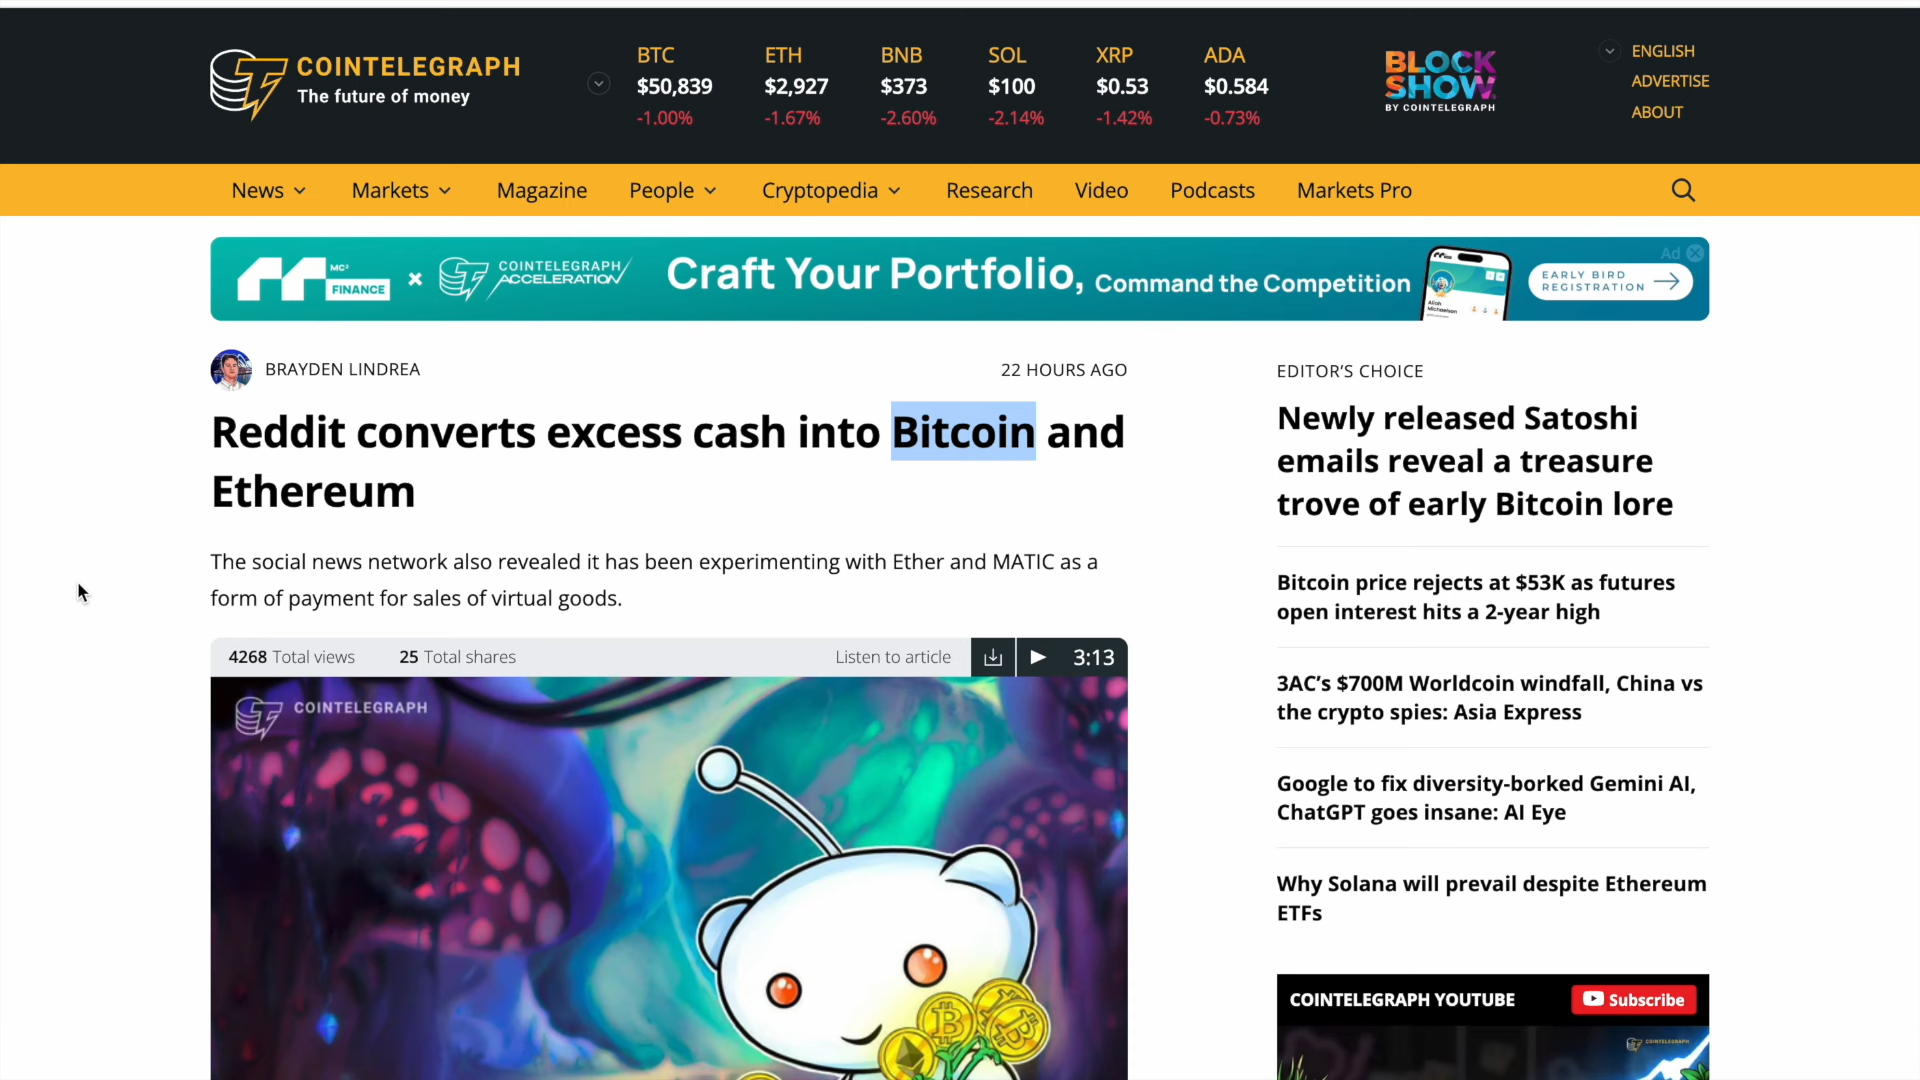 COINTELEGRAPH
The future of money
BTC
$50,839
-1.00%
ETH
$2,927
-1.67%
BNB
$373
-2.60%
SOL
$100
-2.14%
XRP
$0.53
-1.42%
ADA
$0.584
-0.73%
BLOCK
SHOW
BY COINTELEGRAPH
ENGLISH
ADVERTISE
ABOUT
News
Markets
Magazine
People
Cryptopedia
Research
Video
Podcasts
Markets Pro
MC²
FINANCE
×
COINTELEGRAPH
ACCELERATION
Craft Your Portfolio, Command the Competition
Ad
EARLY BIRD
REGISTRATION
BRAYDEN LINDREA
22 HOURS AGO
Reddit converts excess cash into Bitcoin and
Ethereum
The social news network also revealed it has been experimenting with Ether and MATIC as a
form of payment for sales of virtual goods.
4268 Total views
25 Total shares
Listen to article
3:13
COINTELEGRAPH
EDITOR'S CHOICE
Newly released Satoshi
emails reveal a treasure
trove of early Bitcoin lore
Bitcoin price rejects at $53K as futures
open interest hits a 2-year high
3AC's $700M Worldcoin windfall, China vs
the crypto spies: Asia Express
Google to fix diversity-borked Gemini AI,
ChatGPT goes insane: AI Eye
Why Solana will prevail despite Ethereum
ETFs
COINTELEGRAPH YOUTUBE
Subscribe
COINTELEGRAPH